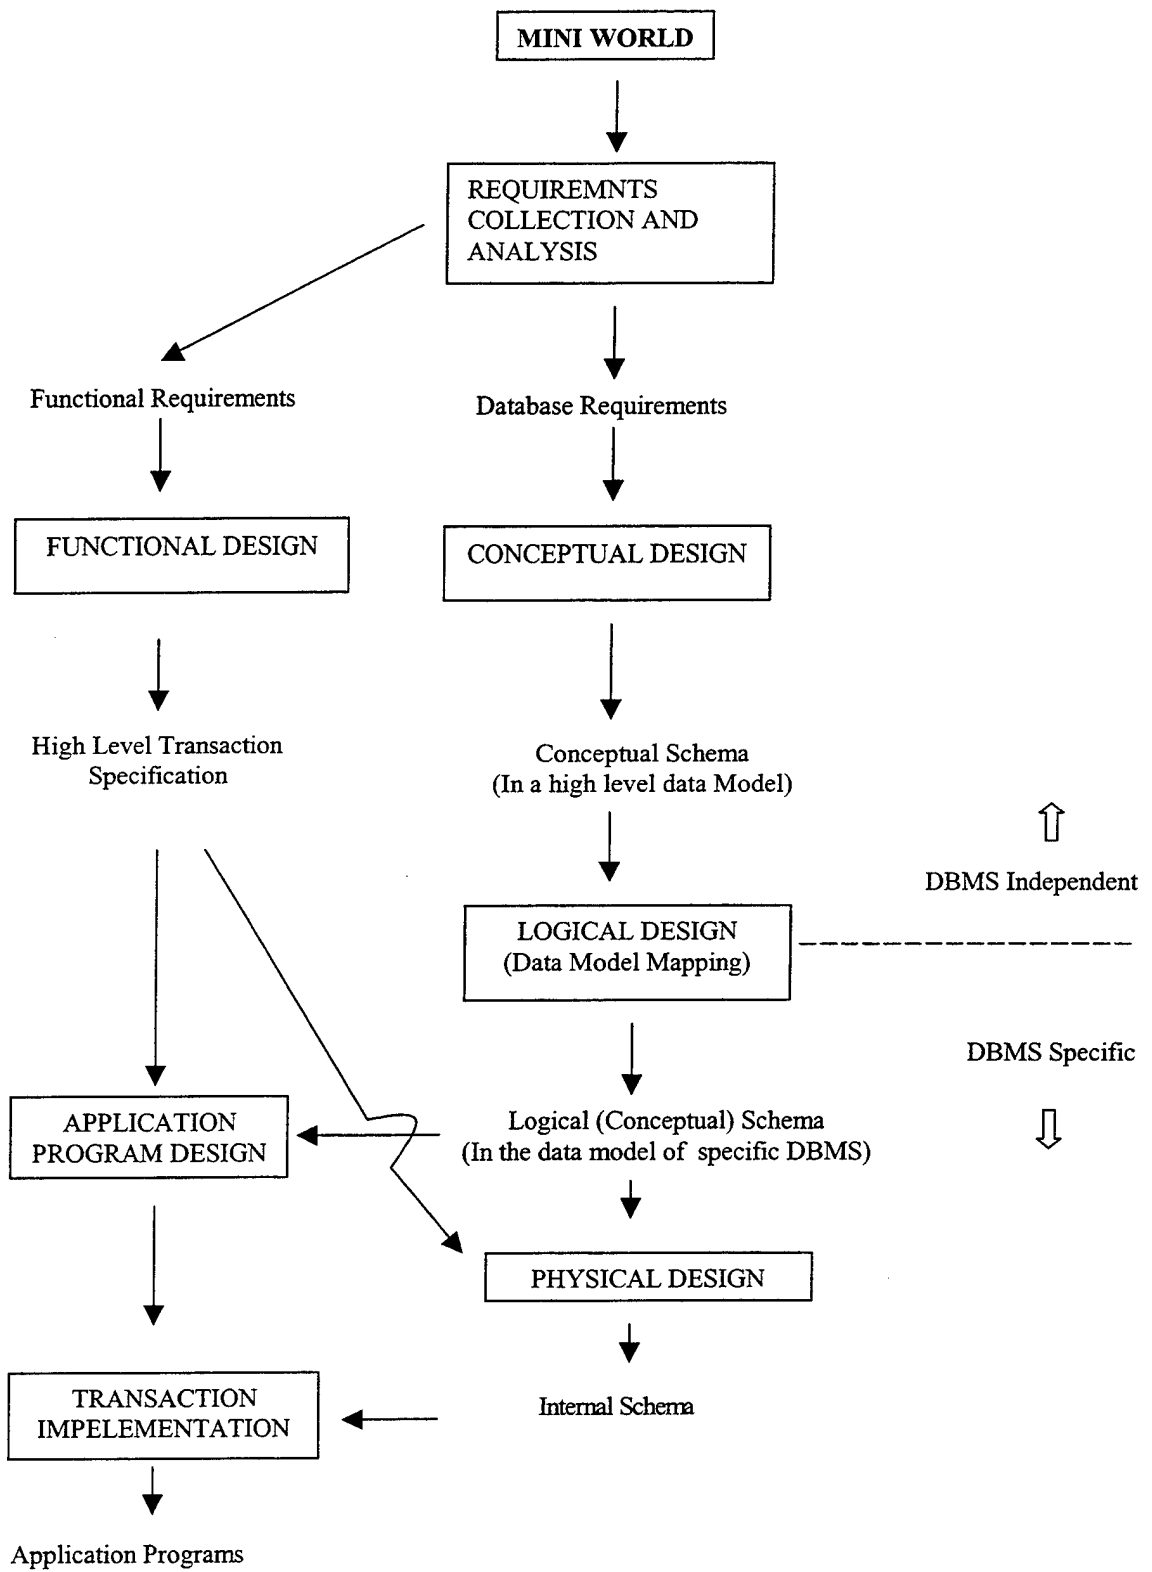 MINI WORLD
REQUIREMNTS
COLLECTION AND
ANALYSIS
Functional Requirements
Database Requirements
FUNCTIONAL DESIGN
CONCEPTUAL DESIGN
High Level Transaction
Specification
Conceptual Schema
(In a high level data Model)
DBMS Independent
LOGICAL DESIGN
(Data Model Mapping)
DBMS Specific
APPLICATION
PROGRAM DESIGN
Logical (Conceptual) Schema
(In the data model of specific DBMS)
PHYSICAL DESIGN
TRANSACTION
IMPELEMENTATION
Internal Schema
Application Programs